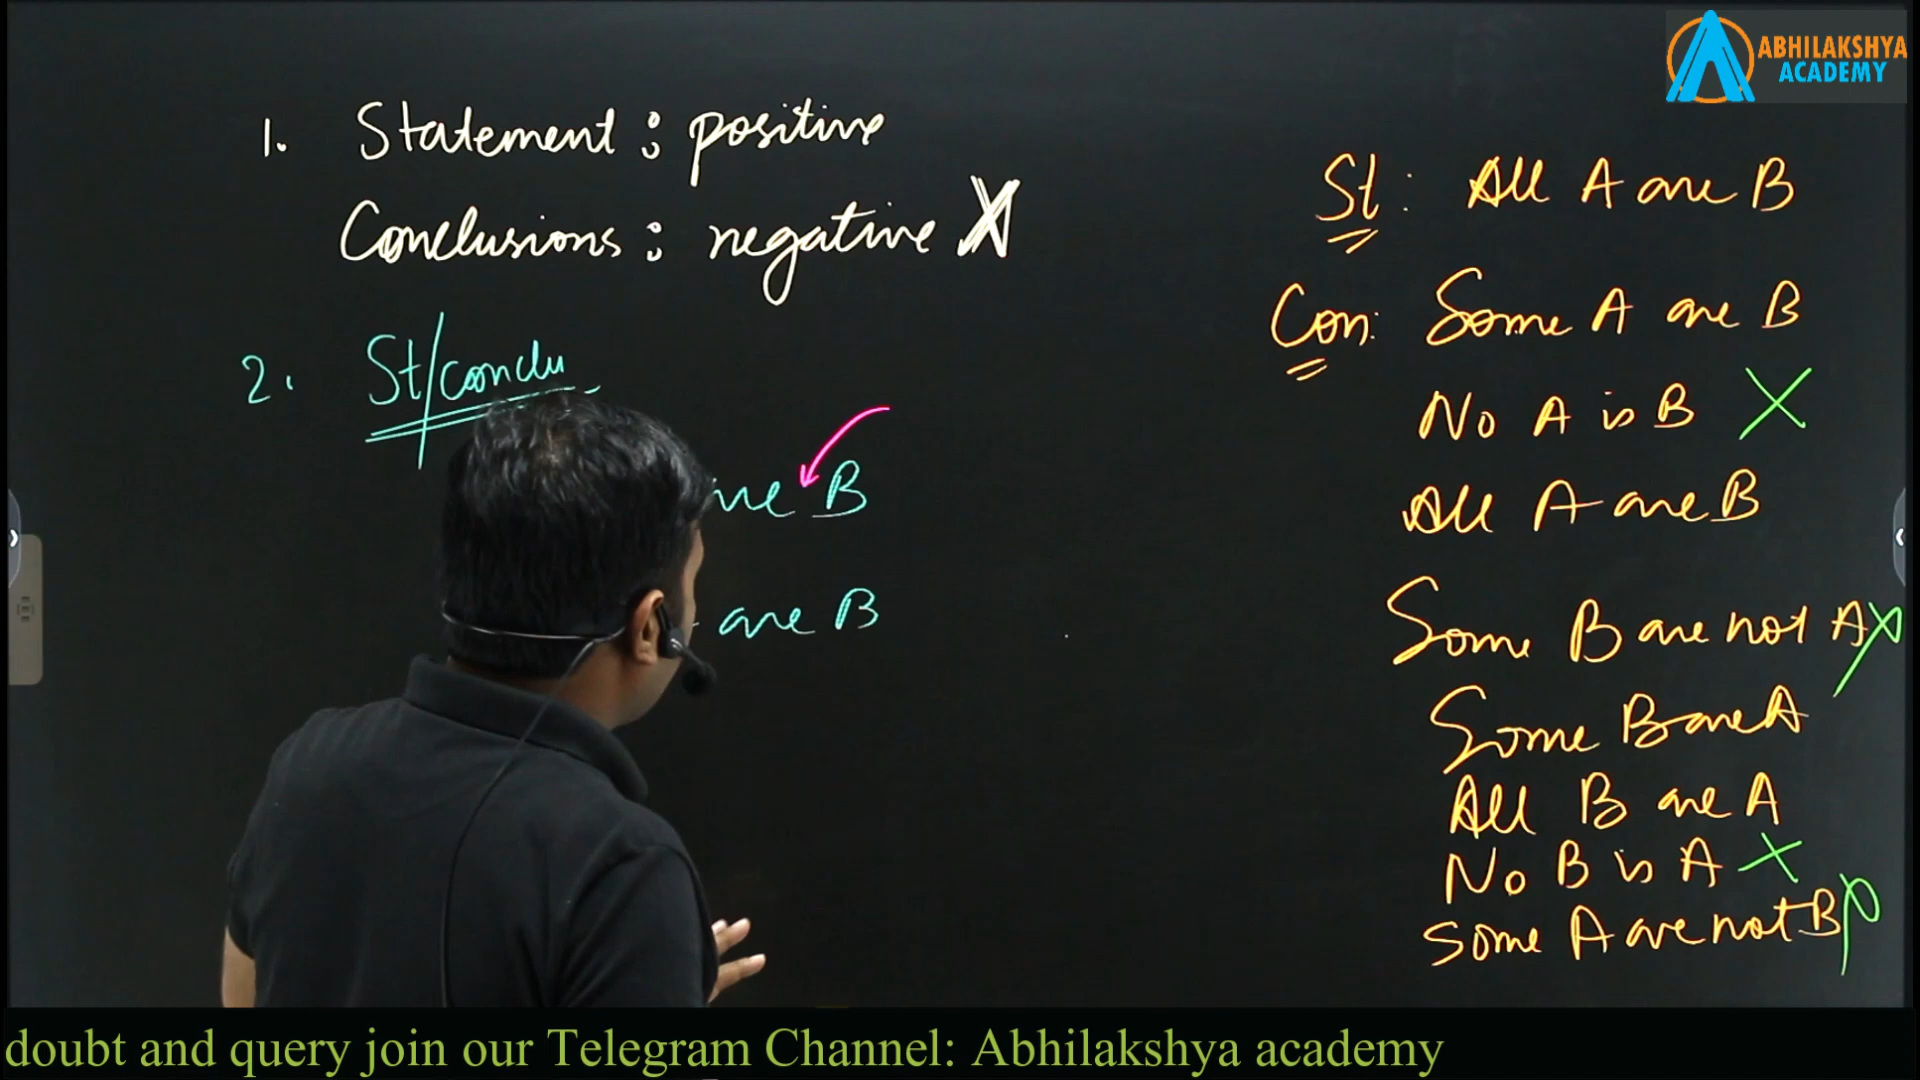 ABHILAKSHYA
ACADEMY
1. Statement : positive
Conclusions : negative X
2. St/conclu
B
are B
St : All A are B
Con: Some A are B
No A is B X
All A are B
Some B are not A X
Some B are A
All B are A
No B is A X
Some A are not B
doubt and query join our Telegram Channel: Abhilakshya academy